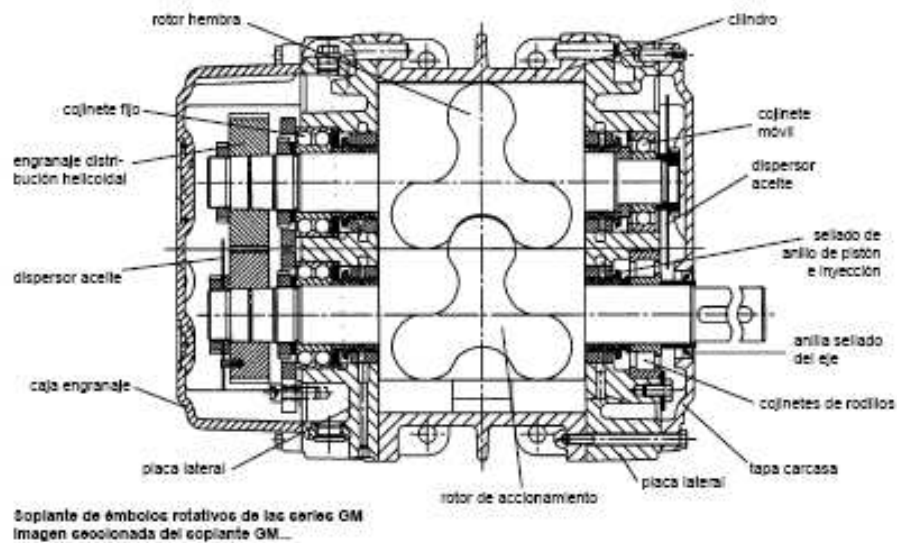 rotor hembra
cilindro
cojinete fijo
cojinete
móvil
engranaje distri-
bución helicoidal
dispersor
aceite
sellado de
anillo de pistón
e inyección
dispersor aceite
anilla sellado
del eje
caja engranaje
cojinetes de rodillos
placa lateral
rotor de accionamiento
placa lateral
tapa carcasa
Soplante de émbolos rotativos de las series GM
Imagen seccionada del soplante GM...